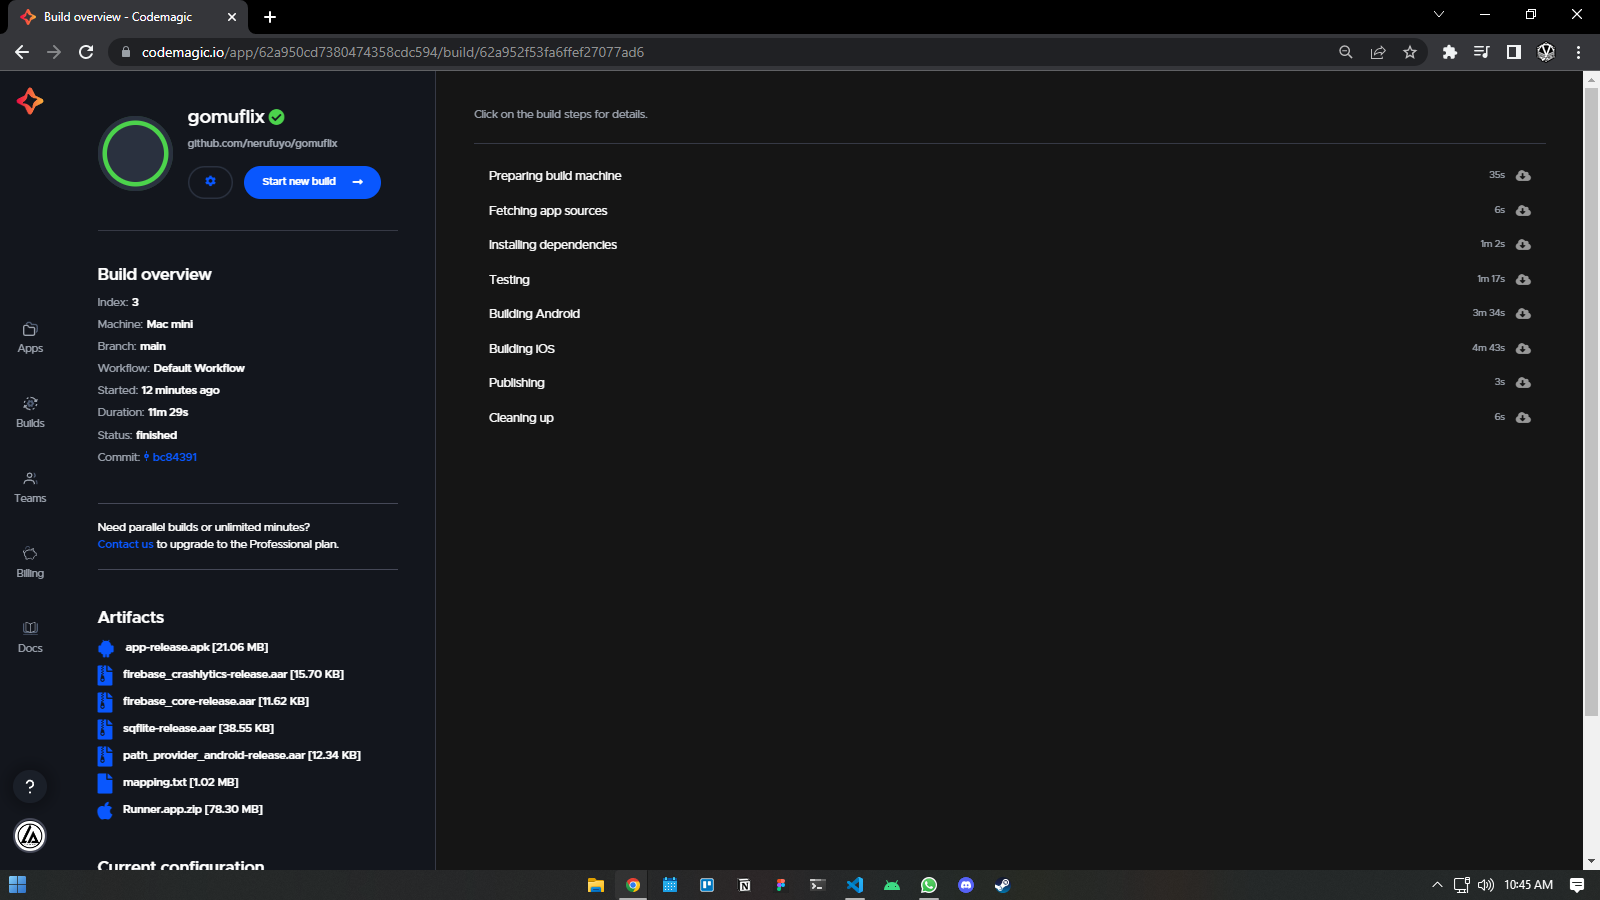 Build overview - Codemagic
codemagic.io/app/62a950cd7380474358cdc594/build/62a952f53fa6ffef27077ad6
gomuflix
github.com/nerufuyo/gomuflix
Start new build
Build overview
Index: 3
Machine: Mac mini
Branch: main
Workflow: Default Workflow
Started: 12 minutes ago
Duration: 11m 29s
Status: finished
Commit: bc84391
Need parallel builds or unlimited minutes?
Contact us to upgrade to the Professional plan.
Artifacts
app-release.apk [21.06 MB]
firebase_crashlytics-release.aar [15.70 KB]
firebase_core-release.aar [11.62 KB]
sqflite-release.aar [38.55 KB]
path_provider_android-release.aar [12.34 KB]
mapping.txt [1.02 MB]
Runner.app.zip [78.30 MB]
Current configuration
Apps
Builds
Teams
Billing
Docs
?
Click on the build steps for details.
Preparing build machine 35s
Fetching app sources 6s
Installing dependencies 1m 2s
Testing 1m 17s
Building Android 3m 34s
Building iOS 4m 43s
Publishing 3s
Cleaning up 6s
10:45 AM